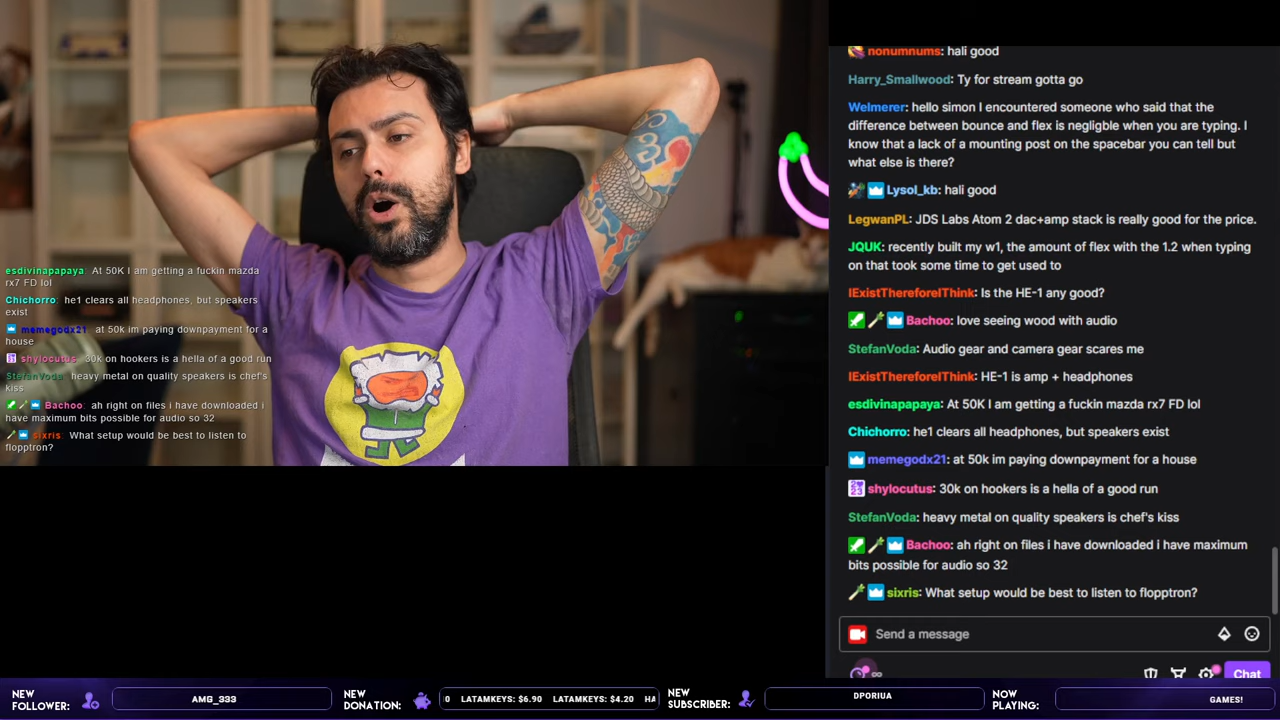 esdivinapapaya: At 50K I am getting a fuckin mazda
rx7 FD lol
Chichorro: he1 clears all headphones, but speakers
exist
memegodx21: at 50k im paying downpayment for a
house
shylocutus: 30k on hookers is a hella of a good run
StefanVoda: heavy metal on quality speakers is chef's
kiss
Bachoo: ah right on files i have downloaded i
have maximum bits possible for audio so 32
sixris: What setup would be best to listen to
flopptron?
nonumnums: hali good
Harry_Smallwood: Ty for stream gotta go
Welmerer: hello simon I encountered someone who said that the
difference between bounce and flex is negligble when you are typing. I
know that a lack of a mounting post on the spacebar you can tell but
what else is there?
Lysol_kb: hali good
LegwanPL: JDS Labs Atom 2 dac+amp stack is really good for the price.
JQUK: recently built my w1, the amount of flex with the 1.2 when typing
on that took some time to get used to
IExistThereforeIThink: Is the HE-1 any good?
Bachoo: love seeing wood with audio
StefanVoda: Audio gear and camera gear scares me
IExistThereforeIThink: HE-1 is amp + headphones
esdivinapapaya: At 50K I am getting a fuckin mazda rx7 FD lol
Chichorro: he1 clears all headphones, but speakers exist
memegodx21: at 50k im paying downpayment for a house
shylocutus: 30k on hookers is a hella of a good run
StefanVoda: heavy metal on quality speakers is chef's kiss
Bachoo: ah right on files i have downloaded i have maximum
bits possible for audio so 32
sixris: What setup would be best to listen to flopptron?
Send a message
Chat
NEW
FOLLOWER:
AMG_333
NEW
DONATION:
0 LATAMKEYS: $6.90 LATAMKEYS: $4.20 HA
NEW
SUBSCRIBER:
DPORIUA
NOW
PLAYING:
GAMES!